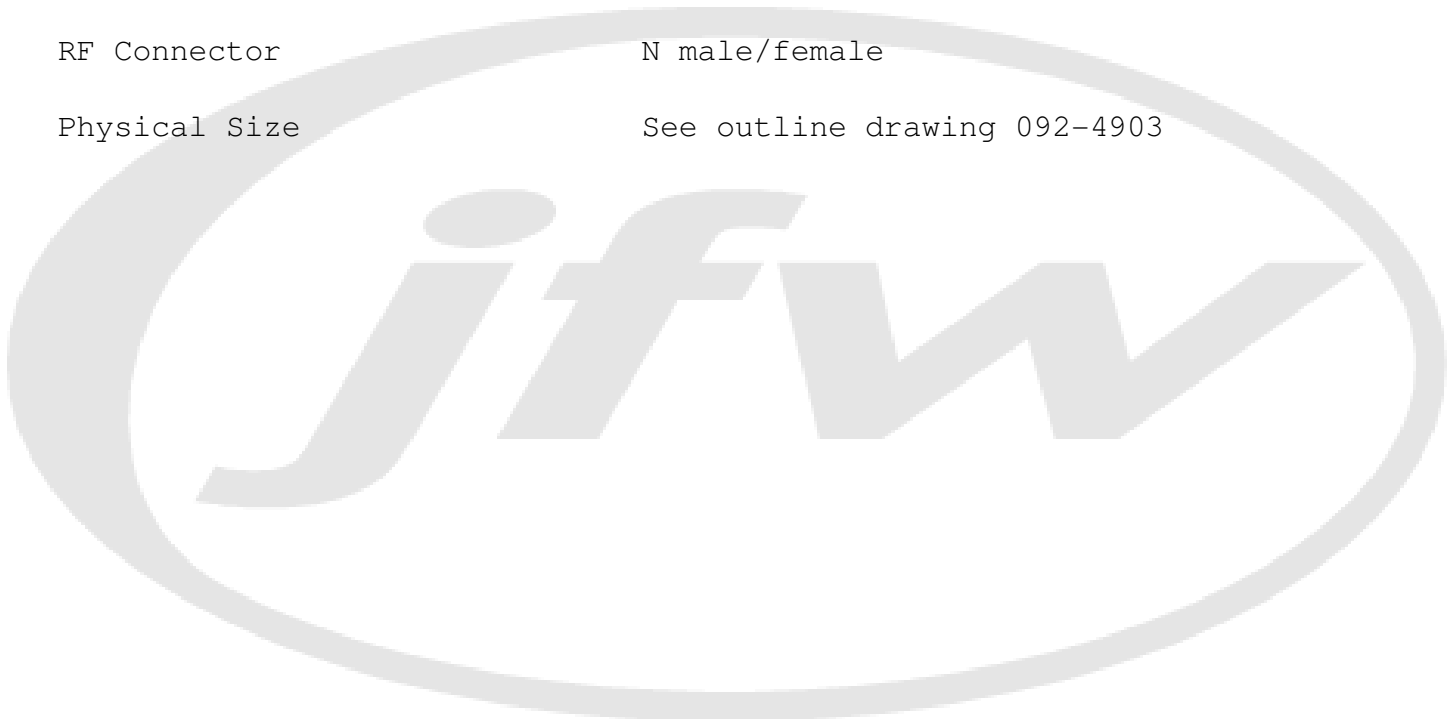 RF Connector N male/female
Physical Size See outline drawing 092-4903
jfw